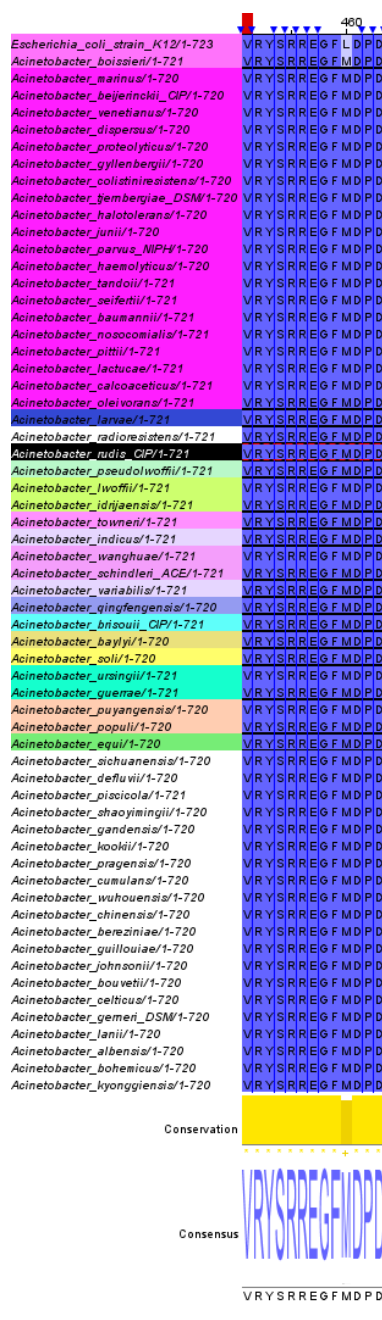 460
Escherichia_coli_strain_K12/1-723 VRYSRREGFLDPD
Acinetobacter_boissieri/1-721 VRYSRREGFMDPD
Acinetobacter_marinus/1-720 VRYSRREGFMDPD
Acinetobacter_beijerinckii_CIP/1-720 VRYSRREGFMDPD
Acinetobacter_venetianus/1-720 VRYSRREGFMDPD
Acinetobacter_dispersus/1-720 VRYSRREGFMDPD
Acinetobacter_proteolyticus/1-720 VRYSRREGFMDPD
Acinetobacter_gyllenbergii/1-720 VRYSRREGFMDPD
Acinetobacter_colistiniresistens/1-720 VRYSRREGFMDPD
Acinetobacter_tjernbergiae_DSM/1-720 VRYSRREGFMDPD
Acinetobacter_halotolerans/1-720 VRYSRREGFMDPD
Acinetobacter_junii/1-720 VRYSRREGFMDPD
Acinetobacter_parvus_NIPH/1-720 VRYSRREGFMDPD
Acinetobacter_haemolyticus/1-720 VRYSRREGFMDPD
Acinetobacter_tandoii/1-721 VRYSRREGFMDPD
Acinetobacter_seifertii/1-721 VRYSRREGFMDPD
Acinetobacter_baumannii/1-721 VRYSRREGFMDPD
Acinetobacter_nosocomialis/1-721 VRYSRREGFMDPD
Acinetobacter_pittii/1-721 VRYSRREGFMDPD
Acinetobacter_lactucae/1-721 VRYSRREGFMDPD
Acinetobacter_calcoaceticus/1-721 VRYSRREGFMDPD
Acinetobacter_oleivorans/1-721 VRYSRREGFMDPD
Acinetobacter_larvae/1-721 VRYSRREGFMDPD
Acinetobacter_radioresistens/1-721 VRYSRREGFMDPD
Acinetobacter_rudis_CIP/1-721 VRYSRREGFMDPD
Acinetobacter_pseudolwoffii/1-721 VRYSRREGFMDPD
Acinetobacter_lwoffii/1-721 VRYSRREGFMDPD
Acinetobacter_idrijaensis/1-721 VRYSRREGFMDPD
Acinetobacter_towneri/1-721 VRYSRREGFMDPD
Acinetobacter_indicus/1-721 VRYSRREGFMDPD
Acinetobacter_wanghuae/1-721 VRYSRREGFMDPD
Acinetobacter_schindleri_ACE/1-721 VRYSRREGFMDPD
Acinetobacter_variabilis/1-721 VRYSRREGFMDPD
Acinetobacter_qingfengensis/1-720 VRYSRREGFMDPD
Acinetobacter_brisouii_CIP/1-721 VRYSRREGFMDPD
Acinetobacter_baylyi/1-720 VRYSRREGFMDPD
Acinetobacter_soli/1-720 VRYSRREGFMDPD
Acinetobacter_ursingii/1-721 VRYSRREGFMDPD
Acinetobacter_guerrae/1-721 VRYSRREGFMDPD
Acinetobacter_puyangensis/1-720 VRYSRREGFMDPD
Acinetobacter_populi/1-720 VRYSRREGFMDPD
Acinetobacter_equi/1-720 VRYSRREGFMDPD
Acinetobacter_sichuanensis/1-720 VRYSRREGFMDPD
Acinetobacter_defluvii/1-720 VRYSRREGFMDPD
Acinetobacter_piscicola/1-721 VRYSRREGFMDPD
Acinetobacter_shaoyimingii/1-720 VRYSRREGFMDPD
Acinetobacter_gandensis/1-720 VRYSRREGFMDPD
Acinetobacter_kookii/1-720 VRYSRREGFMDPD
Acinetobacter_pragensis/1-720 VRYSRREGFMDPD
Acinetobacter_cumulans/1-720 VRYSRREGFMDPD
Acinetobacter_wuhouensis/1-720 VRYSRREGFMDPD
Acinetobacter_chinensis/1-720 VRYSRREGFMDPD
Acinetobacter_bereziniae/1-720 VRYSRREGFMDPD
Acinetobacter_guillouiae/1-720 VRYSRREGFMDPD
Acinetobacter_johnsonii/1-720 VRYSRREGFMDPD
Acinetobacter_bouvetii/1-720 VRYSRREGFMDPD
Acinetobacter_celticus/1-720 VRYSRREGFMDPD
Acinetobacter_gerneri_DSM/1-720 VRYSRREGFMDPD
Acinetobacter_lanii/1-720 VRYSRREGFMDPD
Acinetobacter_albensis/1-720 VRYSRREGFMDPD
Acinetobacter_bohemicus/1-720 VRYSRREGFMDPD
Acinetobacter_kyonggiensis/1-720 VRYSRREGFMDPD
Conservation
*********+***
Consensus VRYSRREGFMDPD
VRYSRREGFMDPD